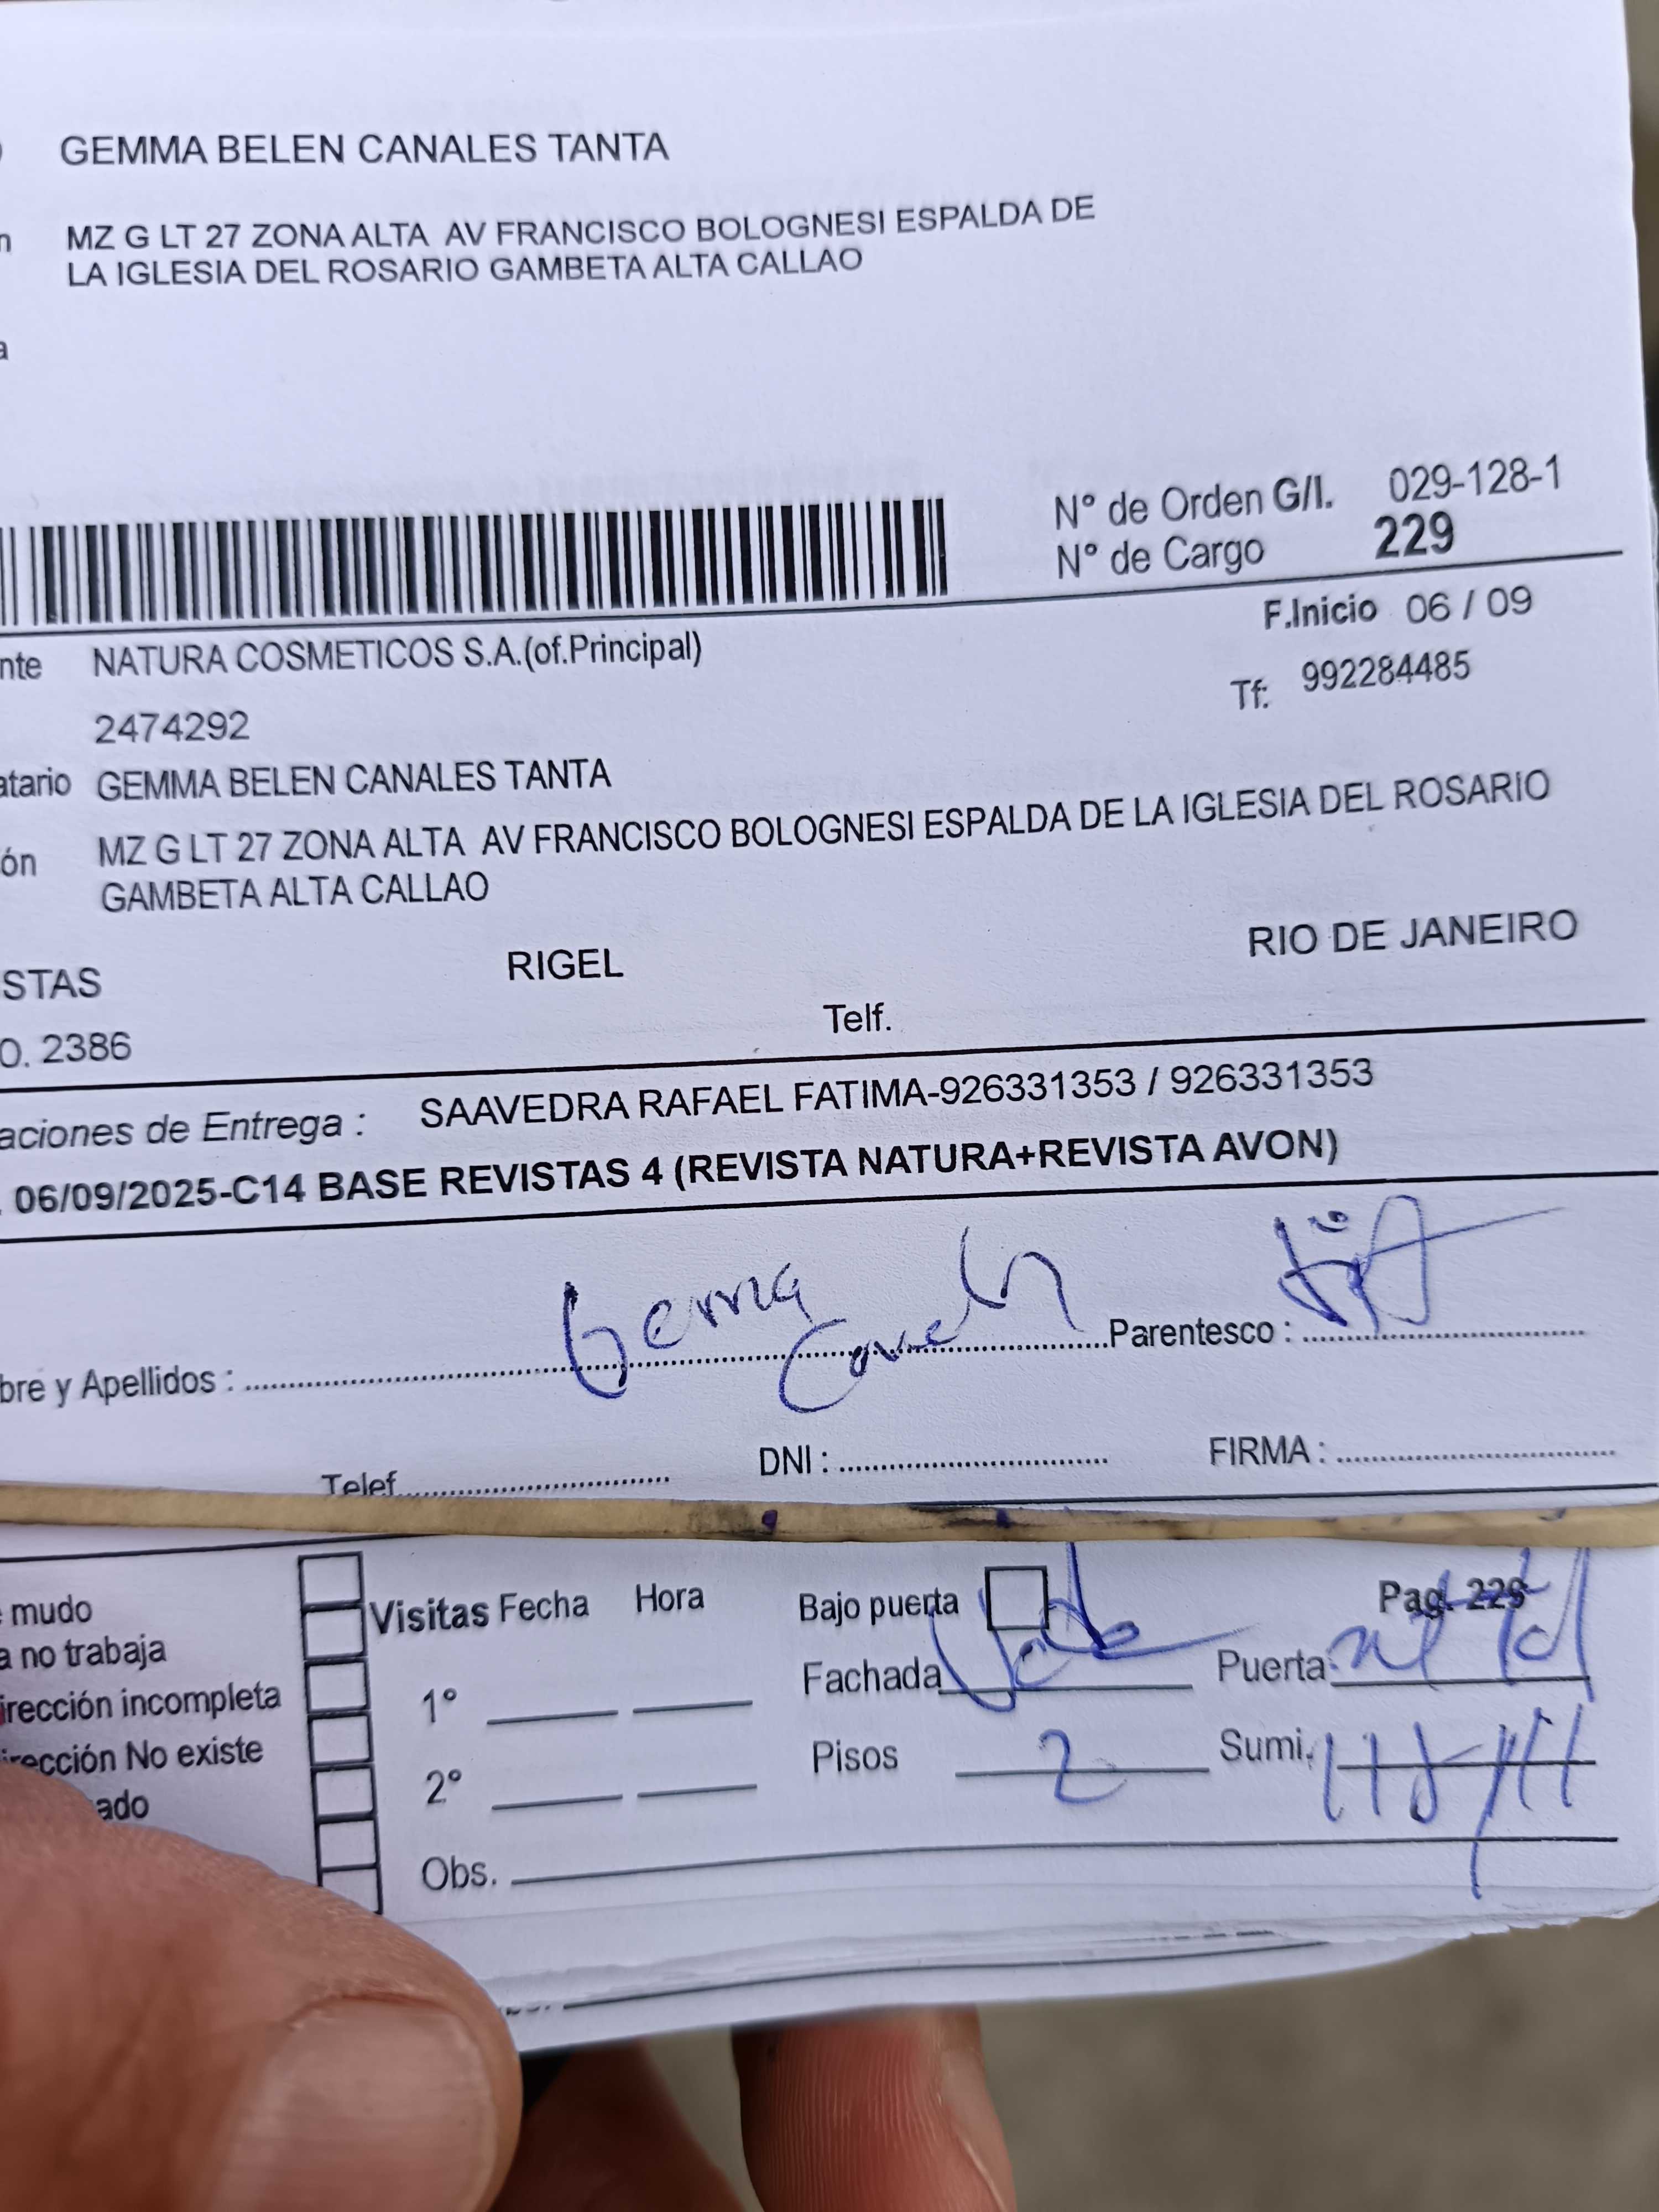 GEMMA BELEN CANALES TANTA
MZ G LT 27 ZONA ALTA AV FRANCISCO BOLOGNESI ESPALDA DE
LA IGLESIA DEL ROSARIO GAMBETA ALTA CALLAO
N° de Orden G/I. 029-128-1
N° de Cargo 229
F.Inicio 06 / 09
nte NATURA COSMETICOS S.A.(of.Principal)
Tf: 992284485
2474292
atario GEMMA BELEN CANALES TANTA
ón MZ G LT 27 ZONA ALTA AV FRANCISCO BOLOGNESI ESPALDA DE LA IGLESIA DEL ROSARIO
GAMBETA ALTA CALLAO
STAS RIGEL RIO DE JANEIRO
O. 2386 Telf.
aciones de Entrega : SAAVEDRA RAFAEL FATIMA-926331353 / 926331353
06/09/2025-C14 BASE REVISTAS 4 (REVISTA NATURA+REVISTA AVON)
Gemma
bre y Apellidos : Parentesco :
Telef. DNI : FIRMA :
mudo Visitas Fecha Hora Bajo puerta Pag. 229
a no trabaja
irección incompleta 1° Fachada Puerta
irección No existe 2° Pisos 2 Sumi.
ado
Obs.